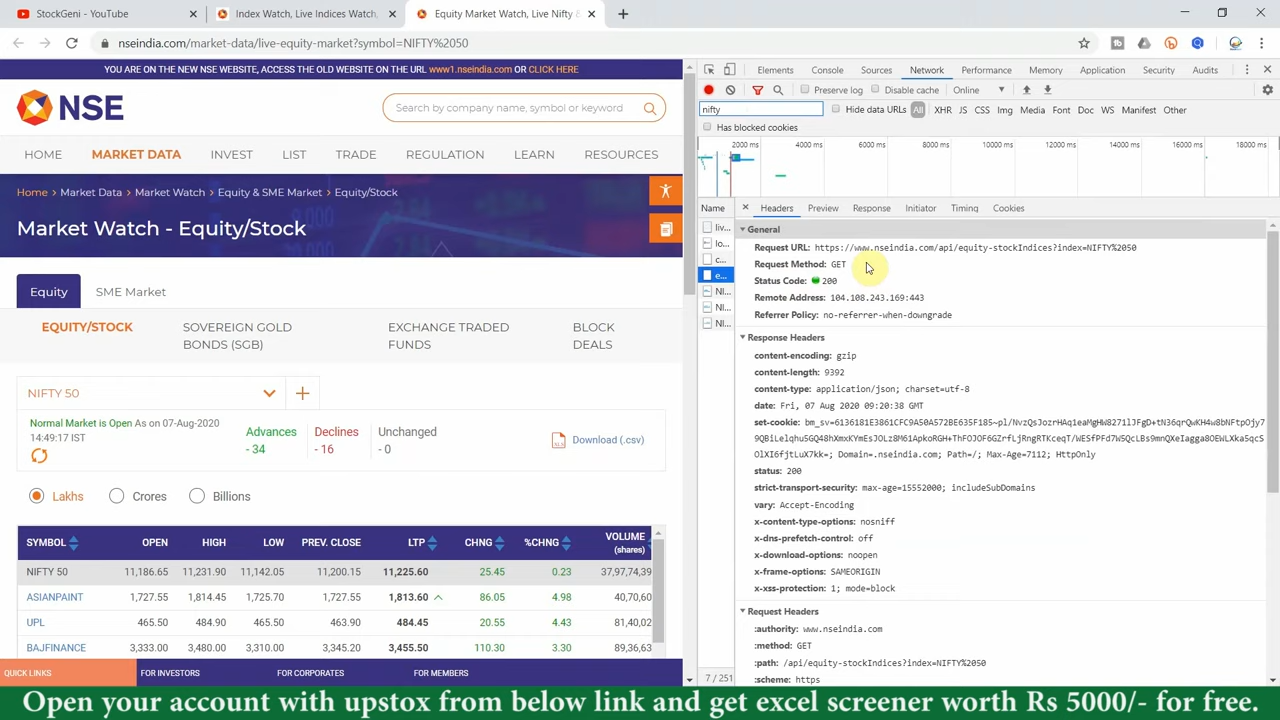 StockGeni - YouTube
Index Watch, Live Indices Watch,
Equity Market Watch, Live Nifty &
nseindia.com/market-data/live-equity-market?symbol=NIFTY%2050
YOU ARE ON THE NEW NSE WEBSITE, ACCESS THE OLD WEBSITE ON THE URL www1.nseindia.com OR CLICK HERE
NSE
Search by company name, symbol or keyword
HOME MARKET DATA INVEST LIST TRADE REGULATION LEARN RESOURCES
Home > Market Data > Market Watch > Equity & SME Market > Equity/Stock
Market Watch - Equity/Stock
Equity SME Market
EQUITY/STOCK SOVEREIGN GOLD BONDS (SGB) EXCHANGE TRADED FUNDS BLOCK DEALS
NIFTY 50
Normal Market is Open As on 07-Aug-2020
14:49:17 IST
Advances
- 34
Declines
- 16
Unchanged
- 0
Download (.csv)
Lakhs Crores Billions
SYMBOL OPEN HIGH LOW PREV. CLOSE LTP CHNG %CHNG VOLUME (shares)
NIFTY 50 11,186.65 11,231.90 11,142.05 11,200.15 11,225.60 25.45 0.23 37,97,74,39
ASIANPAINT 1,727.55 1,814.45 1,725.70 1,727.55 1,813.60 86.05 4.98 40,70,60
UPL 465.50 484.90 465.50 463.90 484.45 20.55 4.43 81,40,02
BAJFINANCE 3,333.00 3,480.00 3,310.00 3,345.20 3,455.50 110.30 3.30 89,36,63
QUICK LINKS FOR INVESTORS FOR CORPORATES FOR MEMBERS
Elements Console Sources Network Performance Memory Application Security Audits
Preserve log Disable cache Online
nifty Hide data URLs All XHR JS CSS Img Media Font Doc WS Manifest Other
Has blocked cookies
2000 ms 4000 ms 6000 ms 8000 ms 10000 ms 12000 ms 14000 ms 16000 ms 18000 ms
Name Headers Preview Response Initiator Timing Cookies
liv...
lo...
c...
e...
NI...
NI...
NI...
General
Request URL: https://www.nseindia.com/api/equity-stockIndices?index=NIFTY%2050
Request Method: GET
Status Code: 200
Remote Address: 104.108.243.169:443
Referrer Policy: no-referrer-when-downgrade
Response Headers
content-encoding: gzip
content-length: 9392
content-type: application/json; charset=utf-8
date: Fri, 07 Aug 2020 09:20:38 GMT
set-cookie:
Domain=.nseindia.com; Path=/; Max-Age=7112; HttpOnly
status: 200
strict-transport-security: max-age=15552000; includeSubDomains
vary: Accept-Encoding
x-content-type-options: nosniff
x-dns-prefetch-control: off
x-download-options: noopen
x-frame-options: SAMEORIGIN
x-xss-protection: 1; mode=block
Request Headers
:authority: www.nseindia.com
:method: GET
:path: /api/equity-stockIndices?index=NIFTY%2050
:scheme: https
7 / 251
Open your account with upstox from below link and get excel screener worth Rs 5000/- for free.